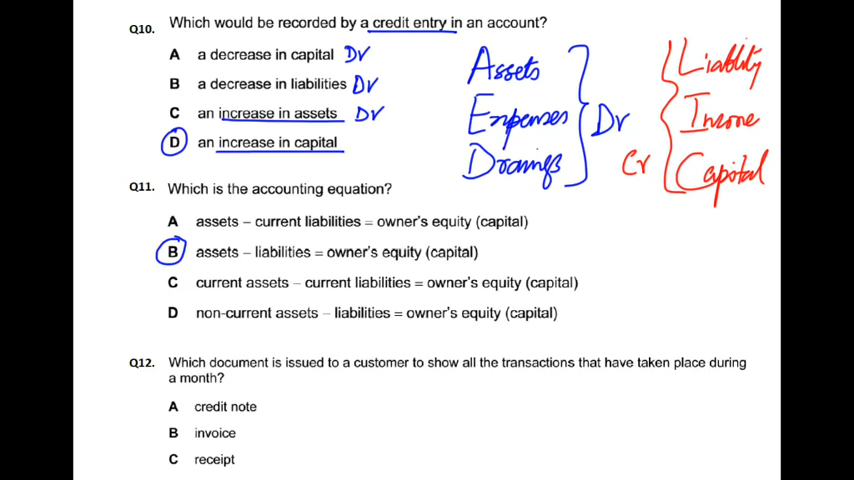 Q10. Which would be recorded by a credit entry in an account?
A a decrease in capital Dr
B a decrease in liabilities Dr
C an increase in assets Dr
D an increase in capital
Assets
Expenses
Drawings
Dr
Liability
Income
Capital
Cr
Q11. Which is the accounting equation?
A assets – current liabilities = owner's equity (capital)
B assets – liabilities = owner's equity (capital)
C current assets – current liabilities = owner's equity (capital)
D non-current assets – liabilities = owner's equity (capital)
Q12. Which document is issued to a customer to show all the transactions that have taken place during
a month?
A credit note
B invoice
C receipt